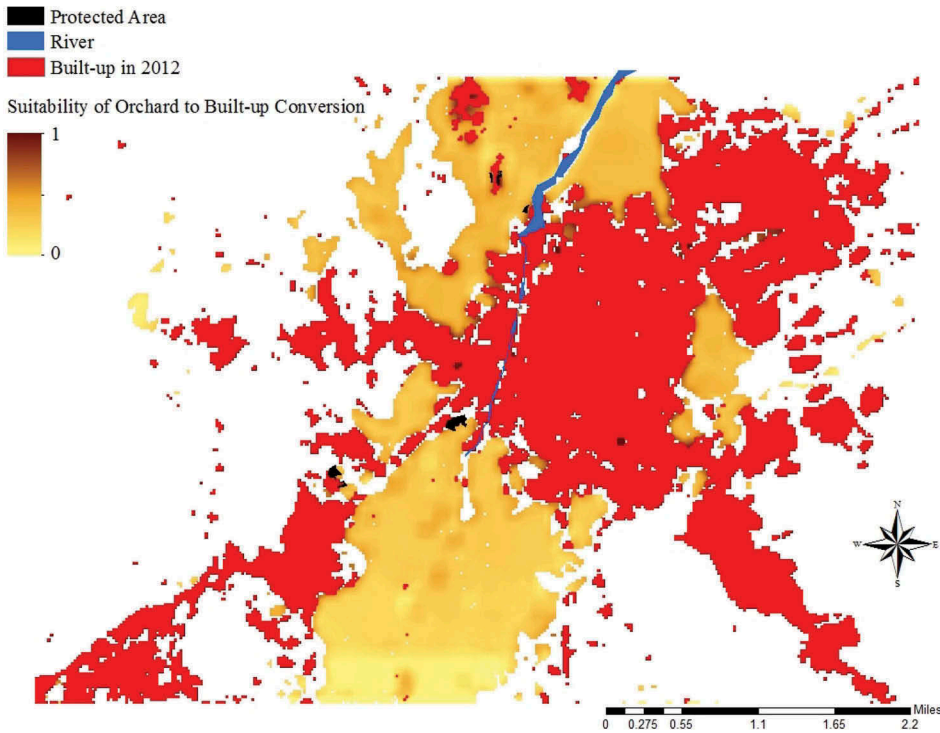 Protected Area
River
Built-up in 2012
Suitability of Orchard to Built-up Conversion
1
0
N
W E
S
Miles
0 0.275 0.55 1.1 1.65 2.2